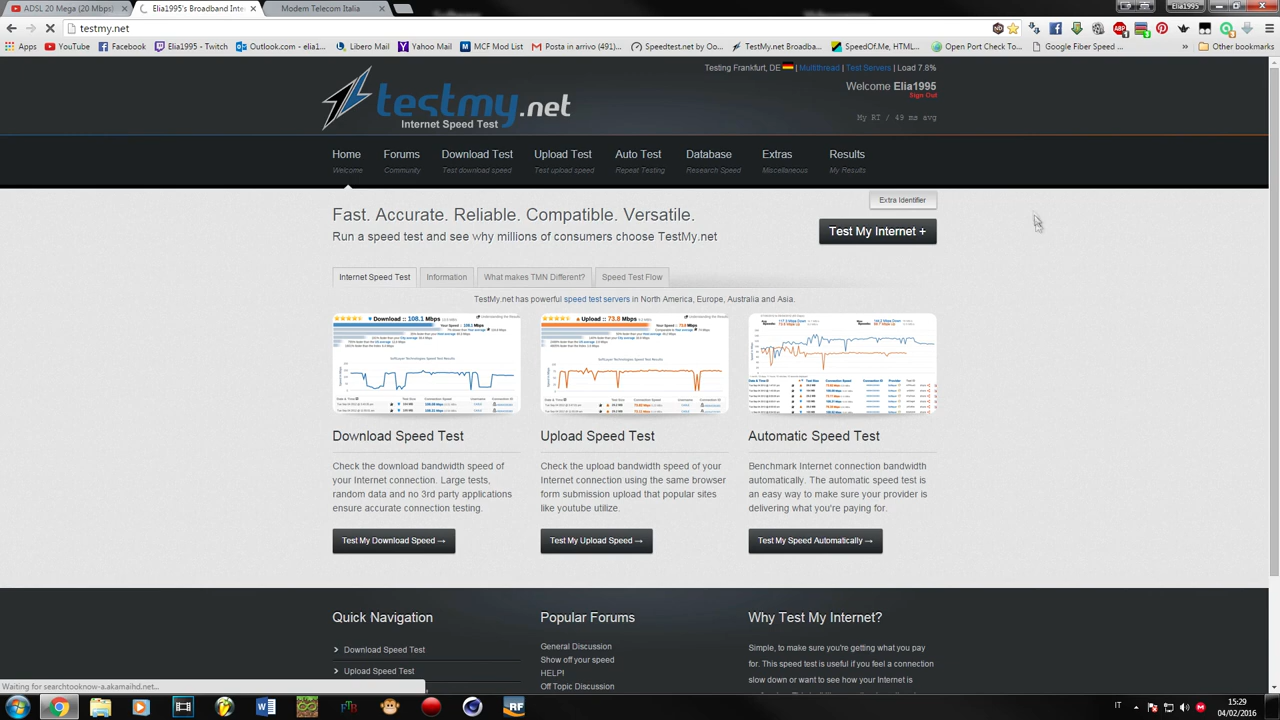 ADSL 20 Mega (20 Mbps)
Elia1995's Broadband Inte
Modem Telecom Italia
Elia1995
testmy.net
Apps
YouTube
Facebook
Elia1995 - Twitch
Outlook.com - elia1...
Libero Mail
Yahoo Mail
MCF Mod List
Posta in arrivo (491)...
Speedtest.net by Oo...
TestMy.net Broadba...
SpeedOf.Me, HTML...
Open Port Check To...
Google Fiber Speed ...
Other bookmarks
Testing Frankfurt, DE | Multithread | Test Servers | Load 7.8%
Welcome Elia1995
Sign Out
testmy.net
Internet Speed Test
My RT / 49 ms avg
Home
Forums
Download Test
Upload Test
Auto Test
Database
Extras
Results
Welcome
Community
Test download speed
Test upload speed
Repeat Testing
Research Speed
Miscellaneous
My Results
Extra Identifier
Fast. Accurate. Reliable. Compatible. Versatile.
Test My Internet +
Run a speed test and see why millions of consumers choose TestMy.net
Internet Speed Test
Information
What makes TMN Different?
Speed Test Flow
TestMy.net has powerful speed test servers in North America, Europe, Australia and Asia.
Download :: 108.1 Mbps
Upload :: 73.8 Mbps
Download Speed Test
Upload Speed Test
Automatic Speed Test
Check the download bandwidth speed of
your Internet connection. Large tests,
random data and no 3rd party applications
ensure accurate connection testing.
Check the upload bandwidth speed of your
Internet connection using the same browser
form submission upload that popular sites
like youtube utilize.
Benchmark Internet connection bandwidth
automatically. The automatic speed test is
an easy way to make sure your provider is
delivering what you're paying for.
Test My Download Speed →
Test My Upload Speed →
Test My Speed Automatically →
Quick Navigation
Popular Forums
Why Test My Internet?
Download Speed Test
Upload Speed Test
General Discussion
Show off your speed
HELP!
Off Topic Discussion
Simple, to make sure you're getting what you pay
for. This speed test is useful if you feel a connection
slow down or want to see how your Internet is
Waiting for searchtooknow-a.akamaihd.net...
IT
15:29
04/02/2016